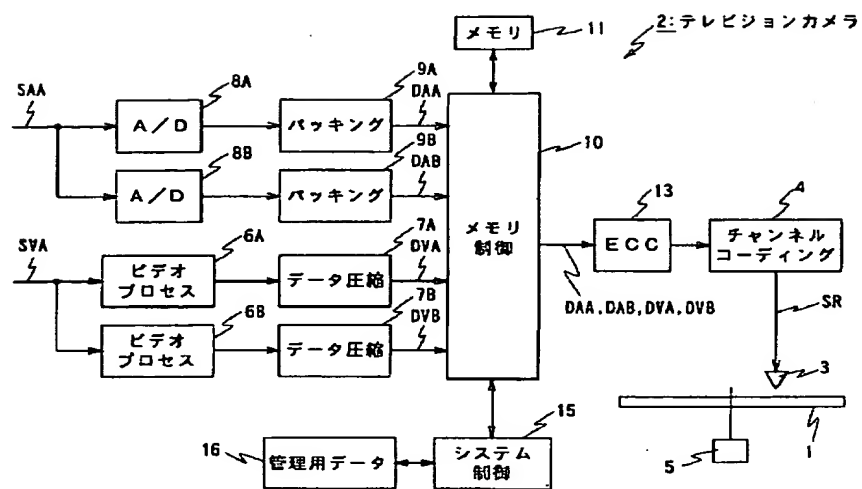 2:テレビジョンカメラ
メモリ
11
SAA
8A
A/D
9A
パッキング
DAA
8B
A/D
9B
パッキング
DAB
10
メモリ
制御
13
ECC
4
チャンネル
コーディング
SVA
6A
ビデオ
プロセス
7A
データ圧縮
DVA
6B
ビデオ
プロセス
7B
データ圧縮
DVB
DAA,DAB,DVA,DVB
SR
3
1
5
15
システム
制御
16
管理用データ